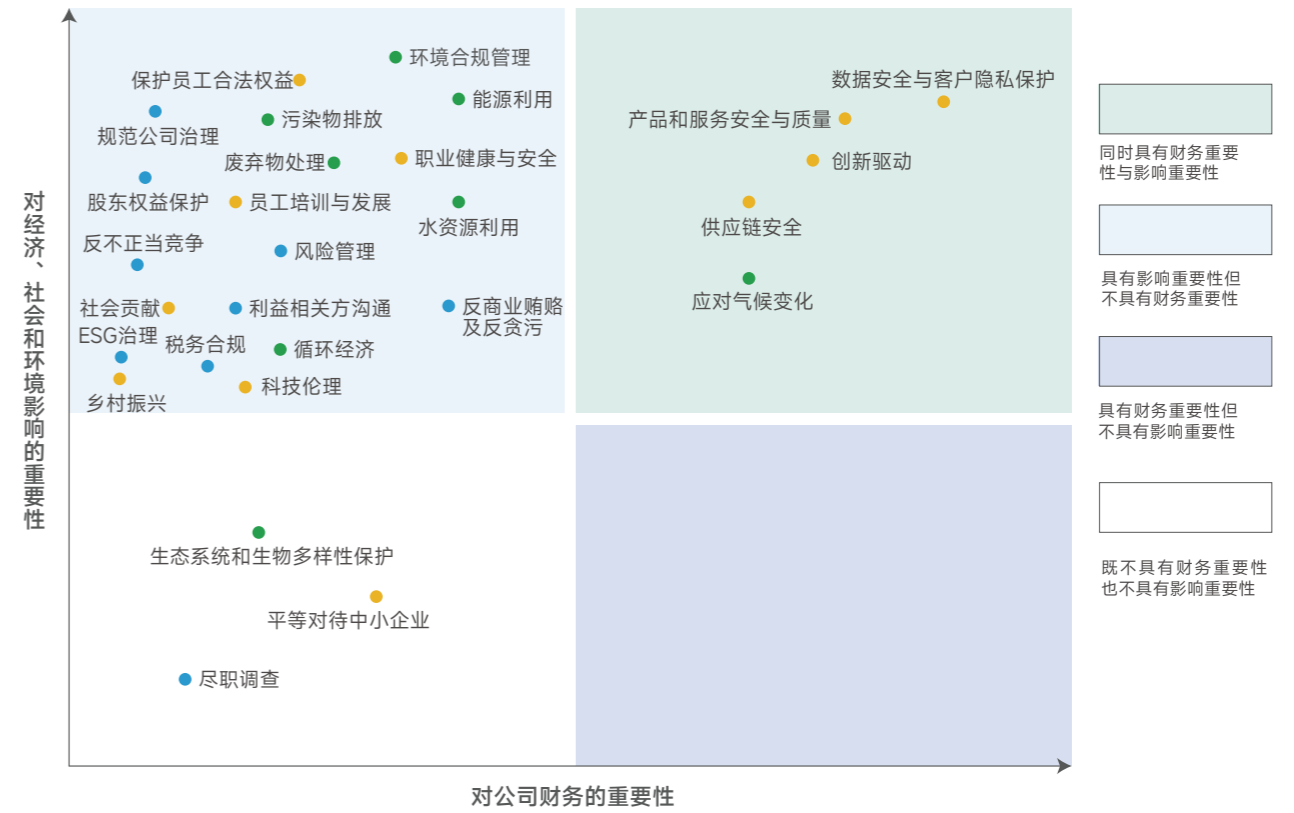 环境合规管理
保护员工合法权益
能源利用
规范公司治理
污染物排放
废弃物处理
职业健康与安全
股东权益保护
员工培训与发展
水资源利用
反不正当竞争
风险管理
社会贡献
利益相关方沟通
反商业贿赂
及反贪污
ESG治理
税务合规
循环经济
科技伦理
乡村振兴
数据安全与客户隐私保护
产品和服务安全与质量
创新驱动
供应链安全
应对气候变化
生态系统和生物多样性保护
平等对待中小企业
尽职调查
对经济、社会和环境影响的重要性
对公司财务的重要性
同时具有财务重要
性与影响重要性
具有影响重要性但
不具有财务重要性
具有财务重要性但
不具有影响重要性
既不具有财务重要性
也不具有影响重要性